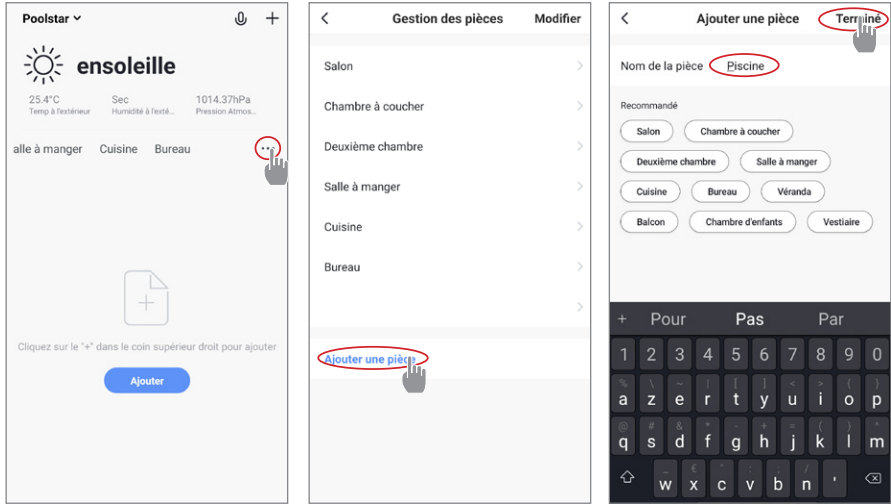 Poolstar
ensoleille
25.4°C Sec 1014.37hPa
Temp à l'extérieur Humidité à l'exté... Pression Atmos...
alle à manger Cuisine Bureau ...
Cliquez sur le "+" dans le coin supérieur droit pour ajouter
Ajouter
Gestion des pièces Modifier
Salon
Chambre à coucher
Deuxième chambre
Salle à manger
Cuisine
Bureau
Ajouter une pièce
Ajouter une pièce Terminé
Nom de la pièce Piscine
Recommandé
Salon Chambre à coucher
Deuxième chambre Salle à manger
Cuisine Bureau Véranda
Balcon Chambre d'enfants Vestiaire
+ Pour Pas Par
1 2 3 4 5 6 7 8 9 0
% \ ~ | [ ] < > { }
a z e r t y u i o p
@ # & * - + = ( ) ^
q s d f g h j k l m
w x c v b n '